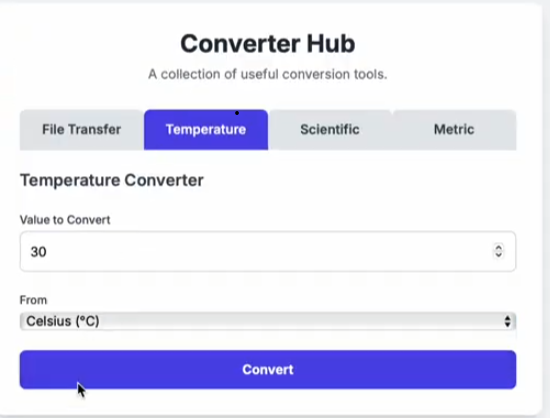 Converter Hub
A collection of useful conversion tools.
File Transfer Temperature Scientific Metric
Temperature Converter
Value to Convert
30
From
Celsius (°C)
Convert